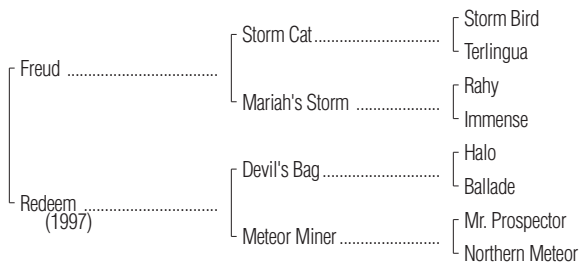 Storm Bird
Storm Cat ................................
Terlingua
Freud ......................................
Rahy
Mariah's Storm .....................
Immense
Halo
Devil's Bag ..............................
Ballade
Redeem ..................................
(1997)
Mr. Prospector
Meteor Miner .........................
Northern Meteor